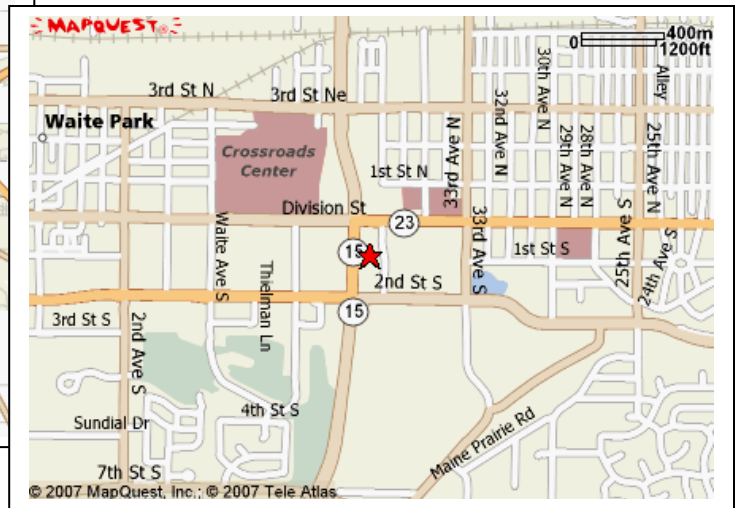 MAPQUEST
0 400m
1200ft
3rd St N
3rd St Ne
Waite Park
Crossroads
Center
30th Ave N
Alley
32nd Ave N
29th Ave N
28th Ave N
25th Ave N
33rd Ave N
1st St N
Division St
23
33rd Ave S
1st St S
25th Ave S
24th Ave S
Waite Ave S
Thielman Ln
15
2nd St S
15
3rd St S
2nd Ave S
4th St S
Sundial Dr
Maine Prairie Rd
7th St S
© 2007 MapQuest, Inc.; © 2007 Tele Atlas